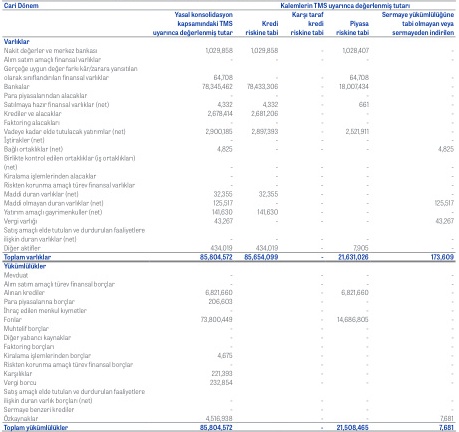 Cari Dönem Kalemlerin TMS uyarınca değerlenmiş tutarı
Yasal konsolidasyon kapsamındaki TMS uyarınca değerlenmiş tutar
Kredi riskine tabi
Karşı taraf kredi riskine tabi
Piyasa riskine tabi
Sermaye yükümlülüğüne tabi olmayan veya sermayeden indirilen
Varlıklar
Nakit değerler ve merkez bankası 1,029,858 1,029,858 - 1,028,407 -
Alım satım amaçlı finansal varlıklar - - - - -
Gerçeğe uygun değer farkı kâr/zarara yansıtılan
olarak sınıflandırılan finansal varlıklar 64,708 - - 64,708 -
Bankalar 78,345,462 78,433,306 - 18,007,434 -
Para piyasalarından alacaklar - - - - -
Satılmaya hazır finansal varlıklar (net) 4,332 4,332 - 661 -
Krediler ve alacaklar 2,678,414 2,681,206 - - -
Faktoring alacakları - - - - -
Vadeye kadar elde tutulacak yatırımlar (net) 2,900,185 2,897,393 - 2,521,911 -
İştirakler (net) - - - - -
Bağlı ortaklıklar (net) 4,825 - - - 4,825
Birlikte kontrol edilen ortaklıklar (iş ortaklıkları)
(net) - - - - -
Kiralama işlemlerinden alacaklar - - - - -
Riskten korunma amaçlı türev finansal varlıklar - - - - -
Maddi duran varlıklar (net) 32,355 32,355 - - -
Maddi olmayan duran varlıklar (net) 125,517 - - - 125,517
Yatırım amaçlı gayrimenkuller (net) 141,630 141,630 - - -
Vergi varlığı 43,267 - - - 43,267
Satış amaçlı elde tutulan ve durdurulan faaliyetlere
ilişkin duran varlıklar (net) - - - - -
Diğer aktifler 434,019 434,019 - 7,905 -
Toplam varlıklar 85,804,572 85,654,099 - 21,631,026 173,609
Yükümlülükler
Mevduat - - - - -
Alım satım amaçlı türev finansal borçlar - - - - -
Alınan krediler 6,821,660 - - 6,821,660 -
Para piyasalarına borçlar 206,603 - - - -
İhraç edilen menkul kıymetler - - - - -
Fonlar 73,800,449 - - 14,686,805 -
Muhtelif borçlar - - - - -
Diğer yabancı kaynaklar - - - - -
Faktoring borçları - - - - -
Kiralama işlemlerinden borçlar 4,675 - - - -
Riskten korunma amaçlı türev finansal borçlar - - - - -
Karşılıklar 221,393 - - - -
Vergi borcu 232,854 - - - -
Satış amaçlı elde tutulan ve durdurulan faaliyetlere
ilişkin duran varlık borçları (net) - - - - -
Sermaye benzeri krediler - - - - -
Özkaynaklar 4,516,938 - - - 7,681
Toplam yükümlülükler 85,804,572 - - 21,508,465 7,681